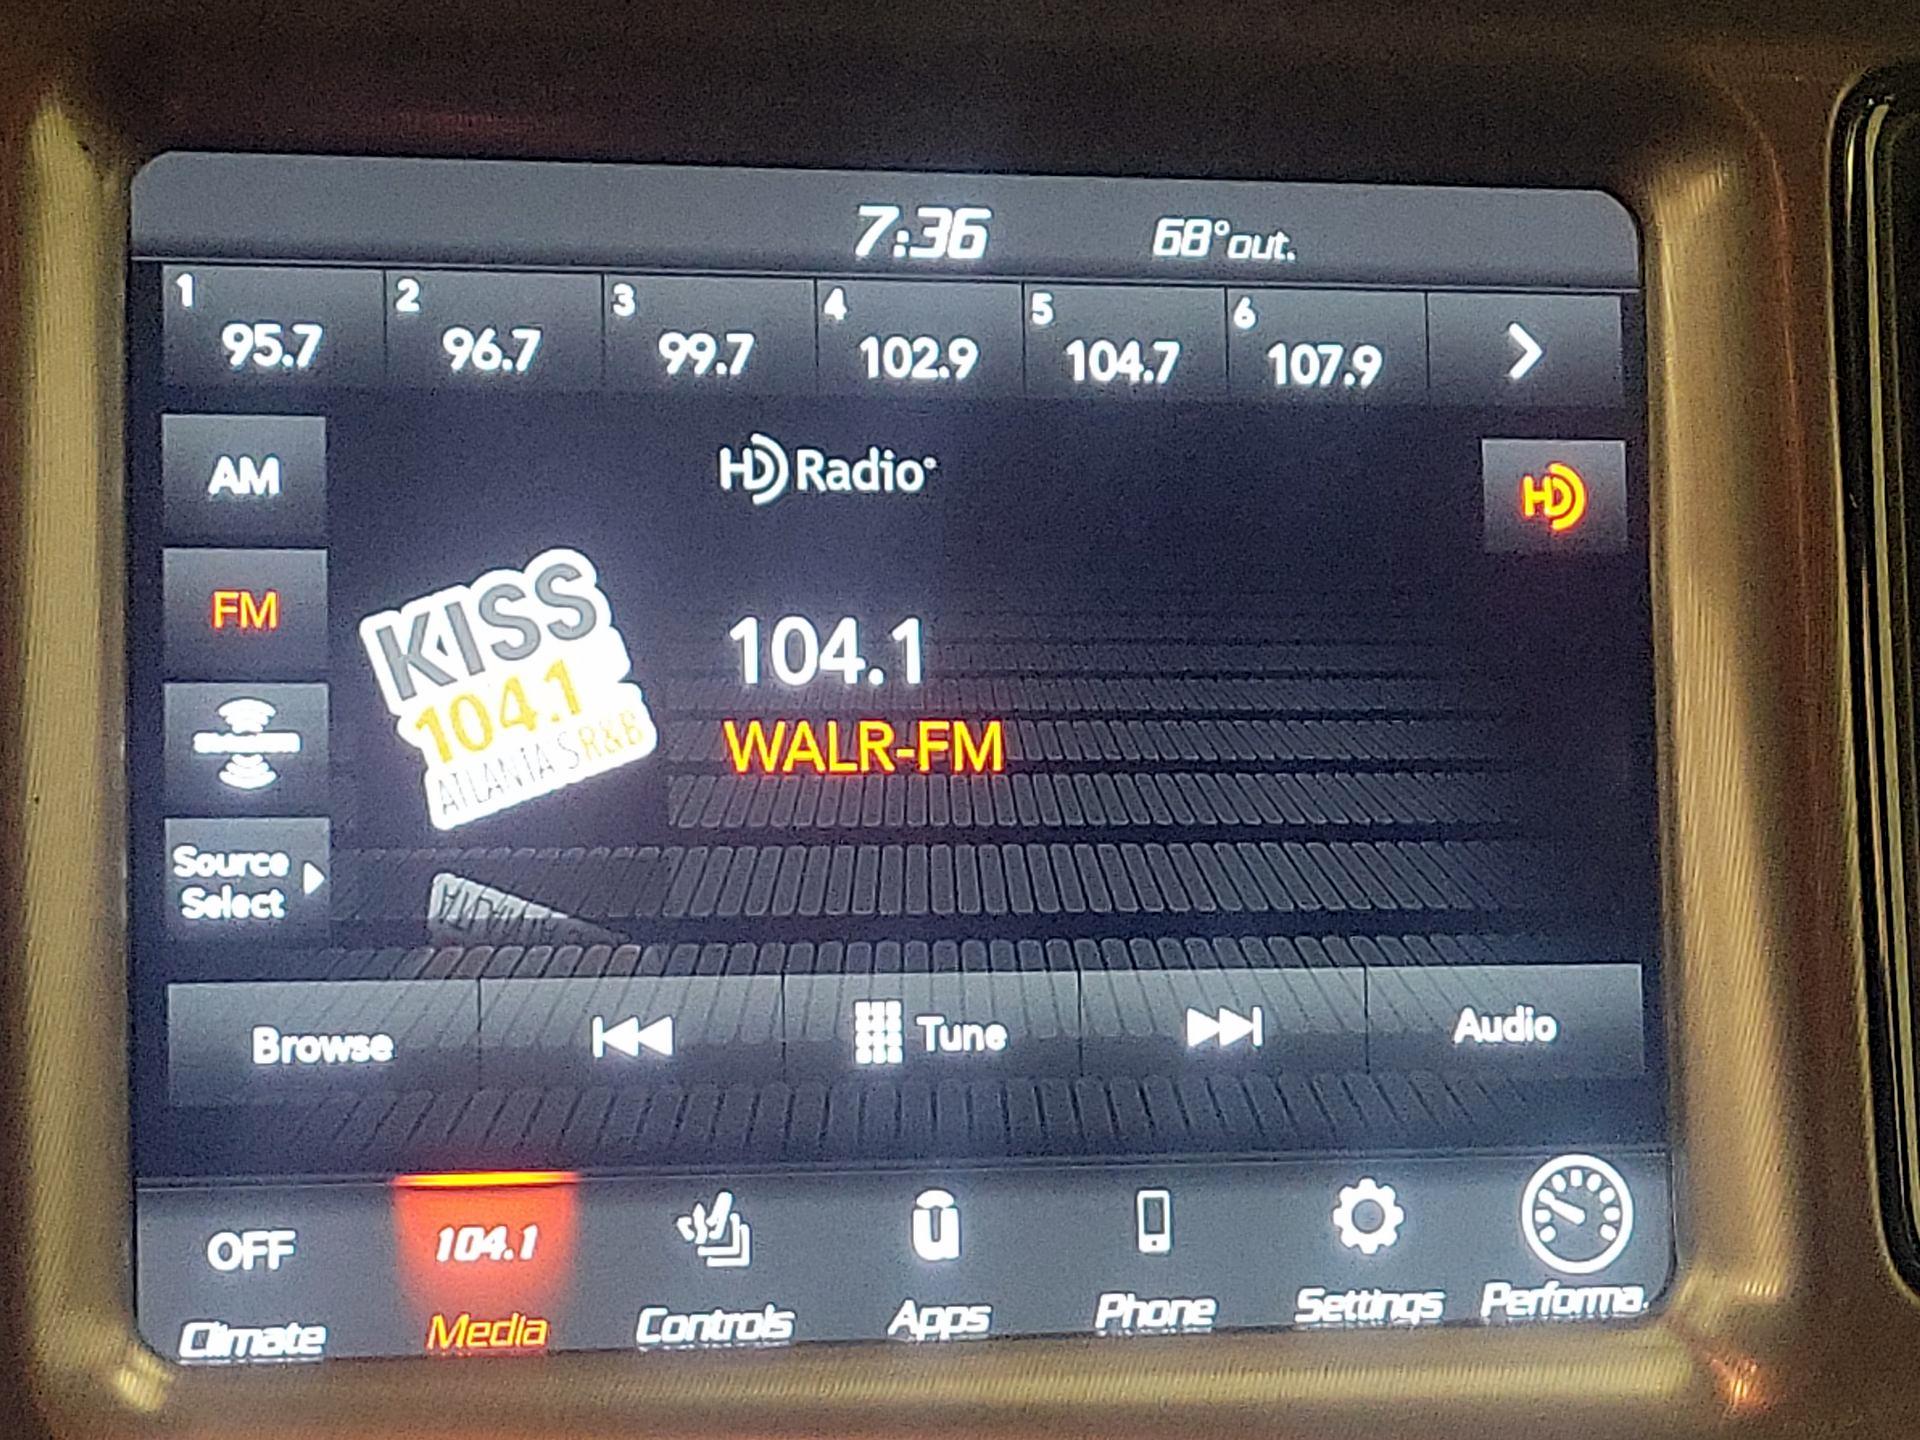 7:36 68°out.
1 2 3 4 5 6
95.7 96.7 99.7 102.9 104.7 107.9
AM
HD Radio
HD
FM
KISS
104.1
ATLANTA'S R&B
104.1
WALR-FM
Source
Select
Browse Tune Audio
OFF 104.1
Climate Media Controls Apps Phone Settings Performa.